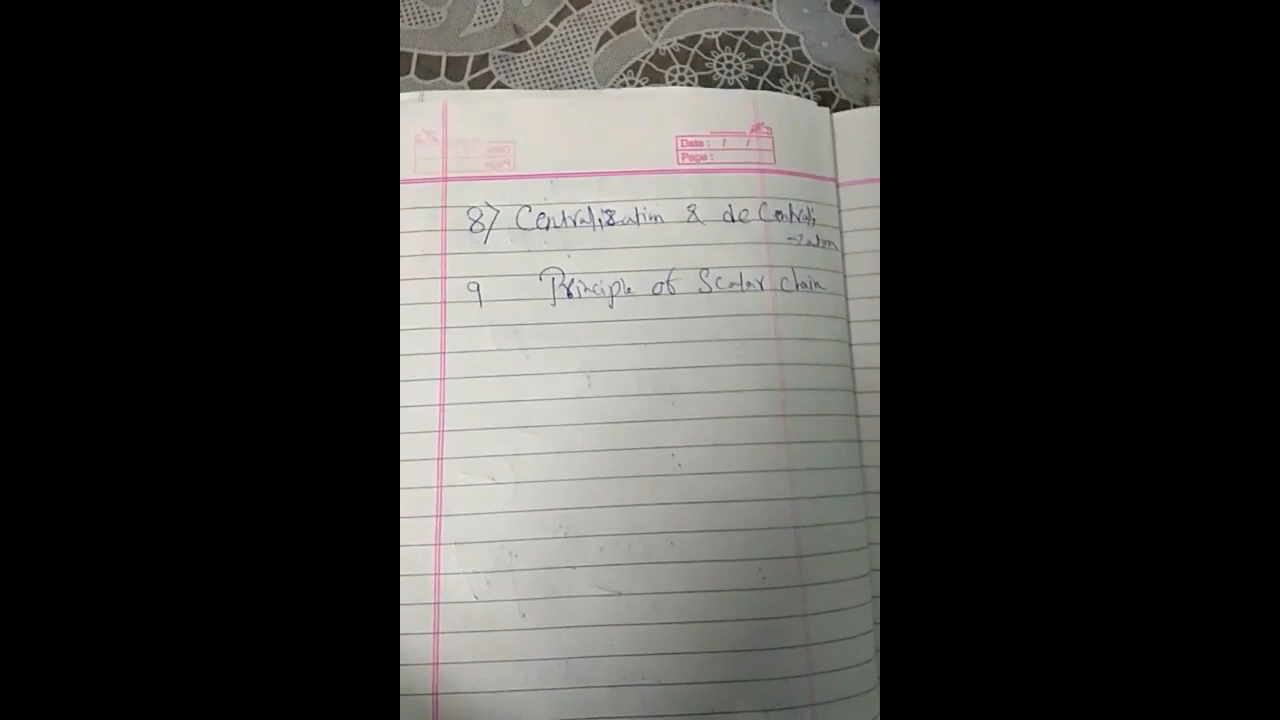 Date : / /
Page :
8) Centralization & de Centrali
-zation
9 Principle of Scalar chain